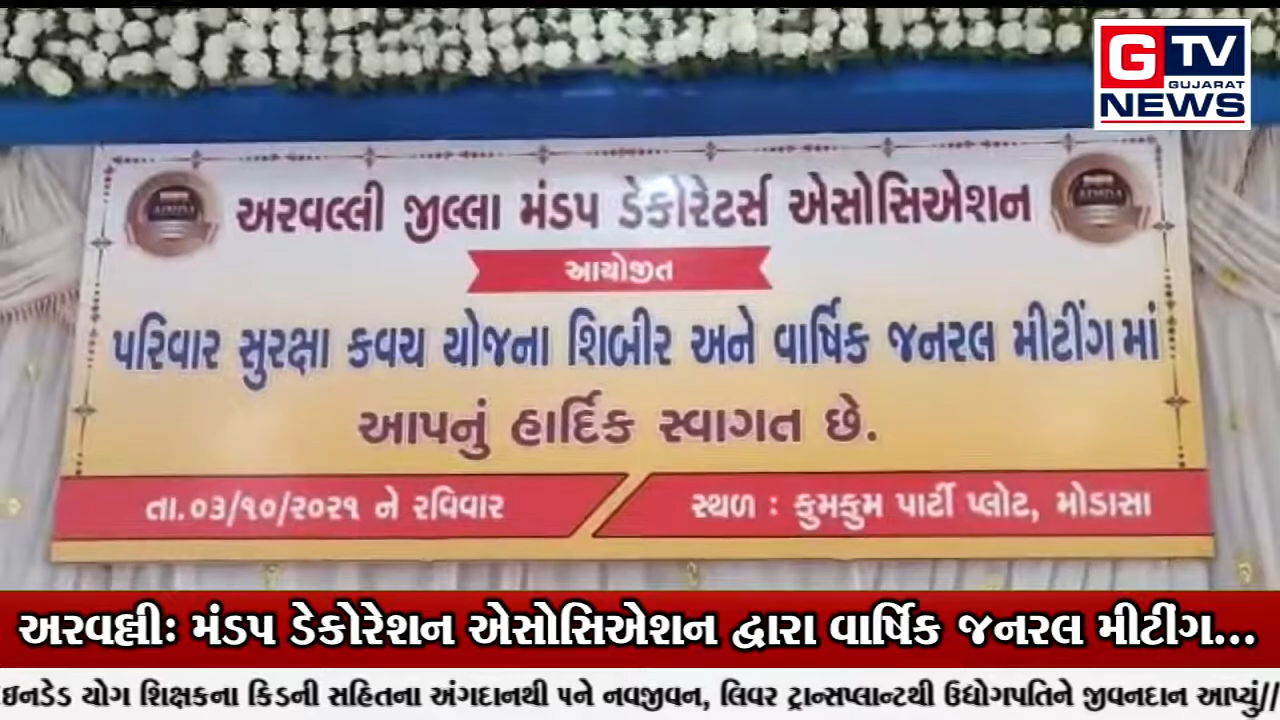 GTV
GUJARAT
NEWS
અરવલ્લી જીલ્લા મંડપ ડેકોરેટર્સ એસોસિએશન
આયોજીત
પરિવાર સુરક્ષા કવચ યોજના શિબીર અને વાર્ષિક જનરલ મીટીંગમાં
આપનું હાર્દિક સ્વાગત છે.
તા.૦૩/૧૦/૨૦૨૧ ને રવિવાર
સ્થળ : કુમકુમ પાર્ટી પ્લોટ, મોડાસા
અરવલ્લીઃ મંડપ ડેકોરેશન એસોસિએશન દ્વારા વાર્ષિક જનરલ મીટીંગ...
ઇનડેડ યોગ શિક્ષકના કિડની સહિતના અંગદાનથી ૫ને નવજીવન, લિવર ટ્રાન્સપ્લાન્ટથી ઉદ્યોગપતિને જીવનદાન આપ્યું//